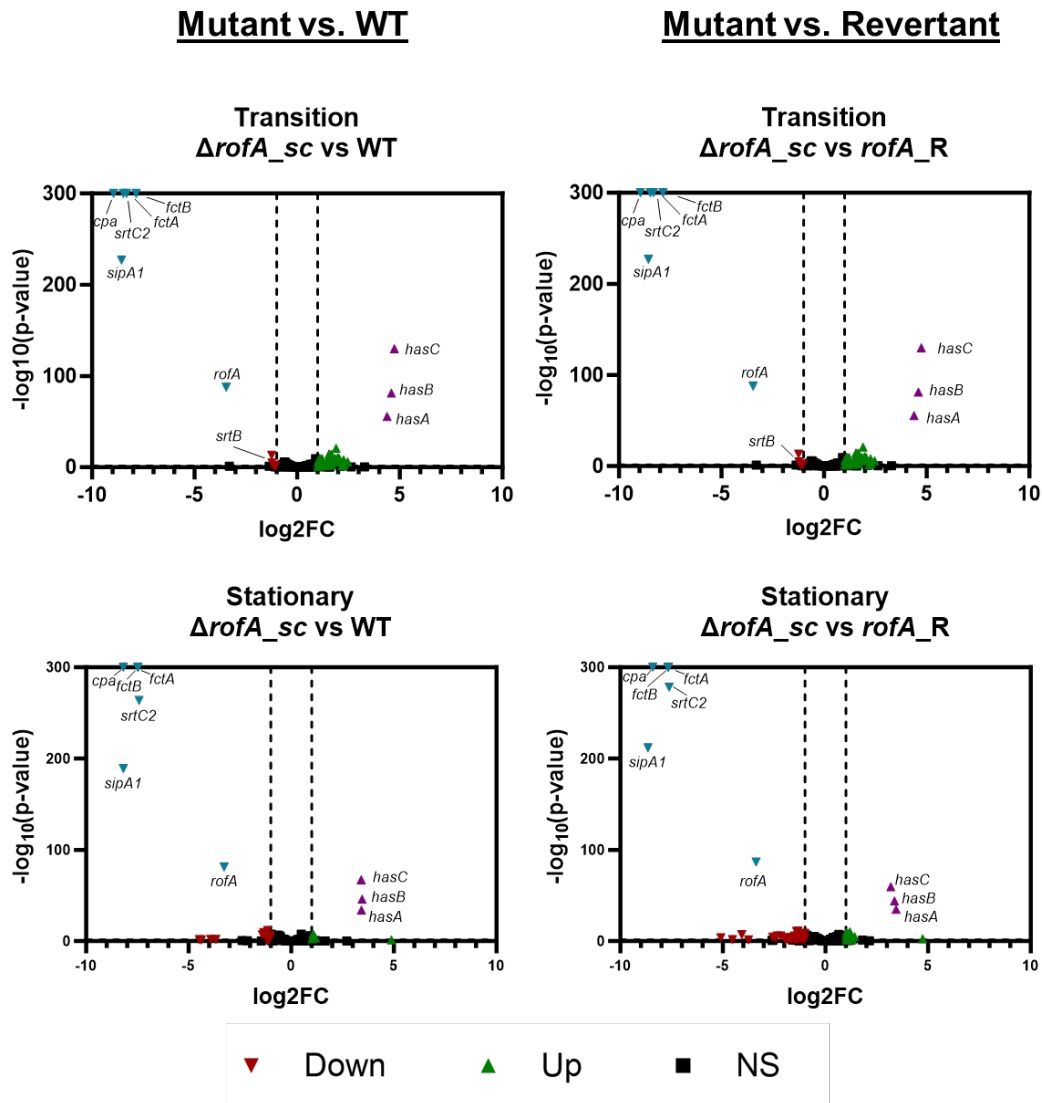 Mutant vs. WT
Mutant vs. Revertant
Transition
ΔrofA_sc vs WT
300
200
100
0
-10
-5
0
5
10
-log10(p-value)
log2FC
cpa
srtC2
fctA
fctB
sipA1
rofA
srtB
hasC
hasB
hasA
Transition
ΔrofA_sc vs rofA_R
300
200
100
0
-10
-5
0
5
10
-log10(p-value)
log2FC
cpa
srtC2
fctA
fctB
sipA1
rofA
srtB
hasC
hasB
hasA
Stationary
ΔrofA_sc vs WT
300
200
100
0
-10
-5
0
5
10
-log10(p-value)
log2FC
cpa
fctB
fctA
srtC2
sipA1
rofA
hasC
hasB
hasA
Stationary
ΔrofA_sc vs rofA_R
300
200
100
0
-10
-5
0
5
10
-log10(p-value)
log2FC
cpa
fctB
fctA
srtC2
sipA1
rofA
hasC
hasB
hasA
Down Up NS